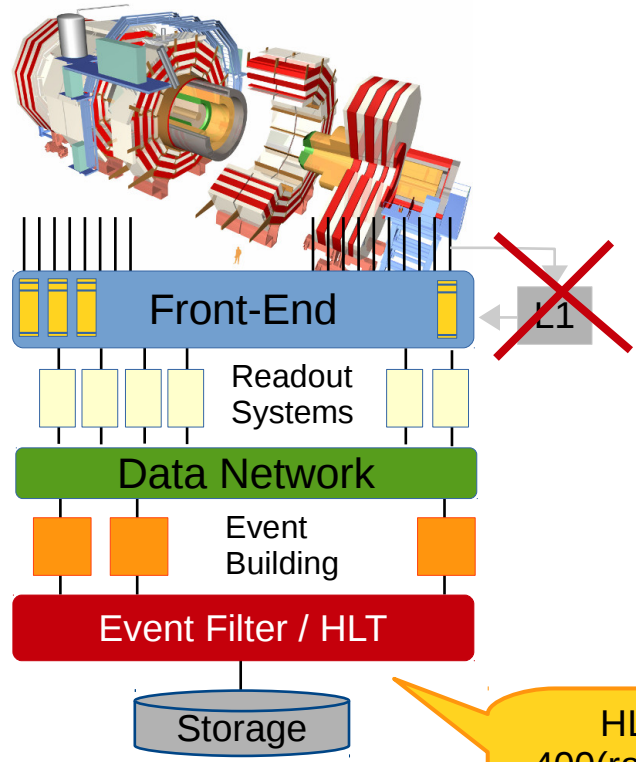 Front-End
L1
Readout
Systems
Data Network
Event
Building
Event Filter / HLT
Storage